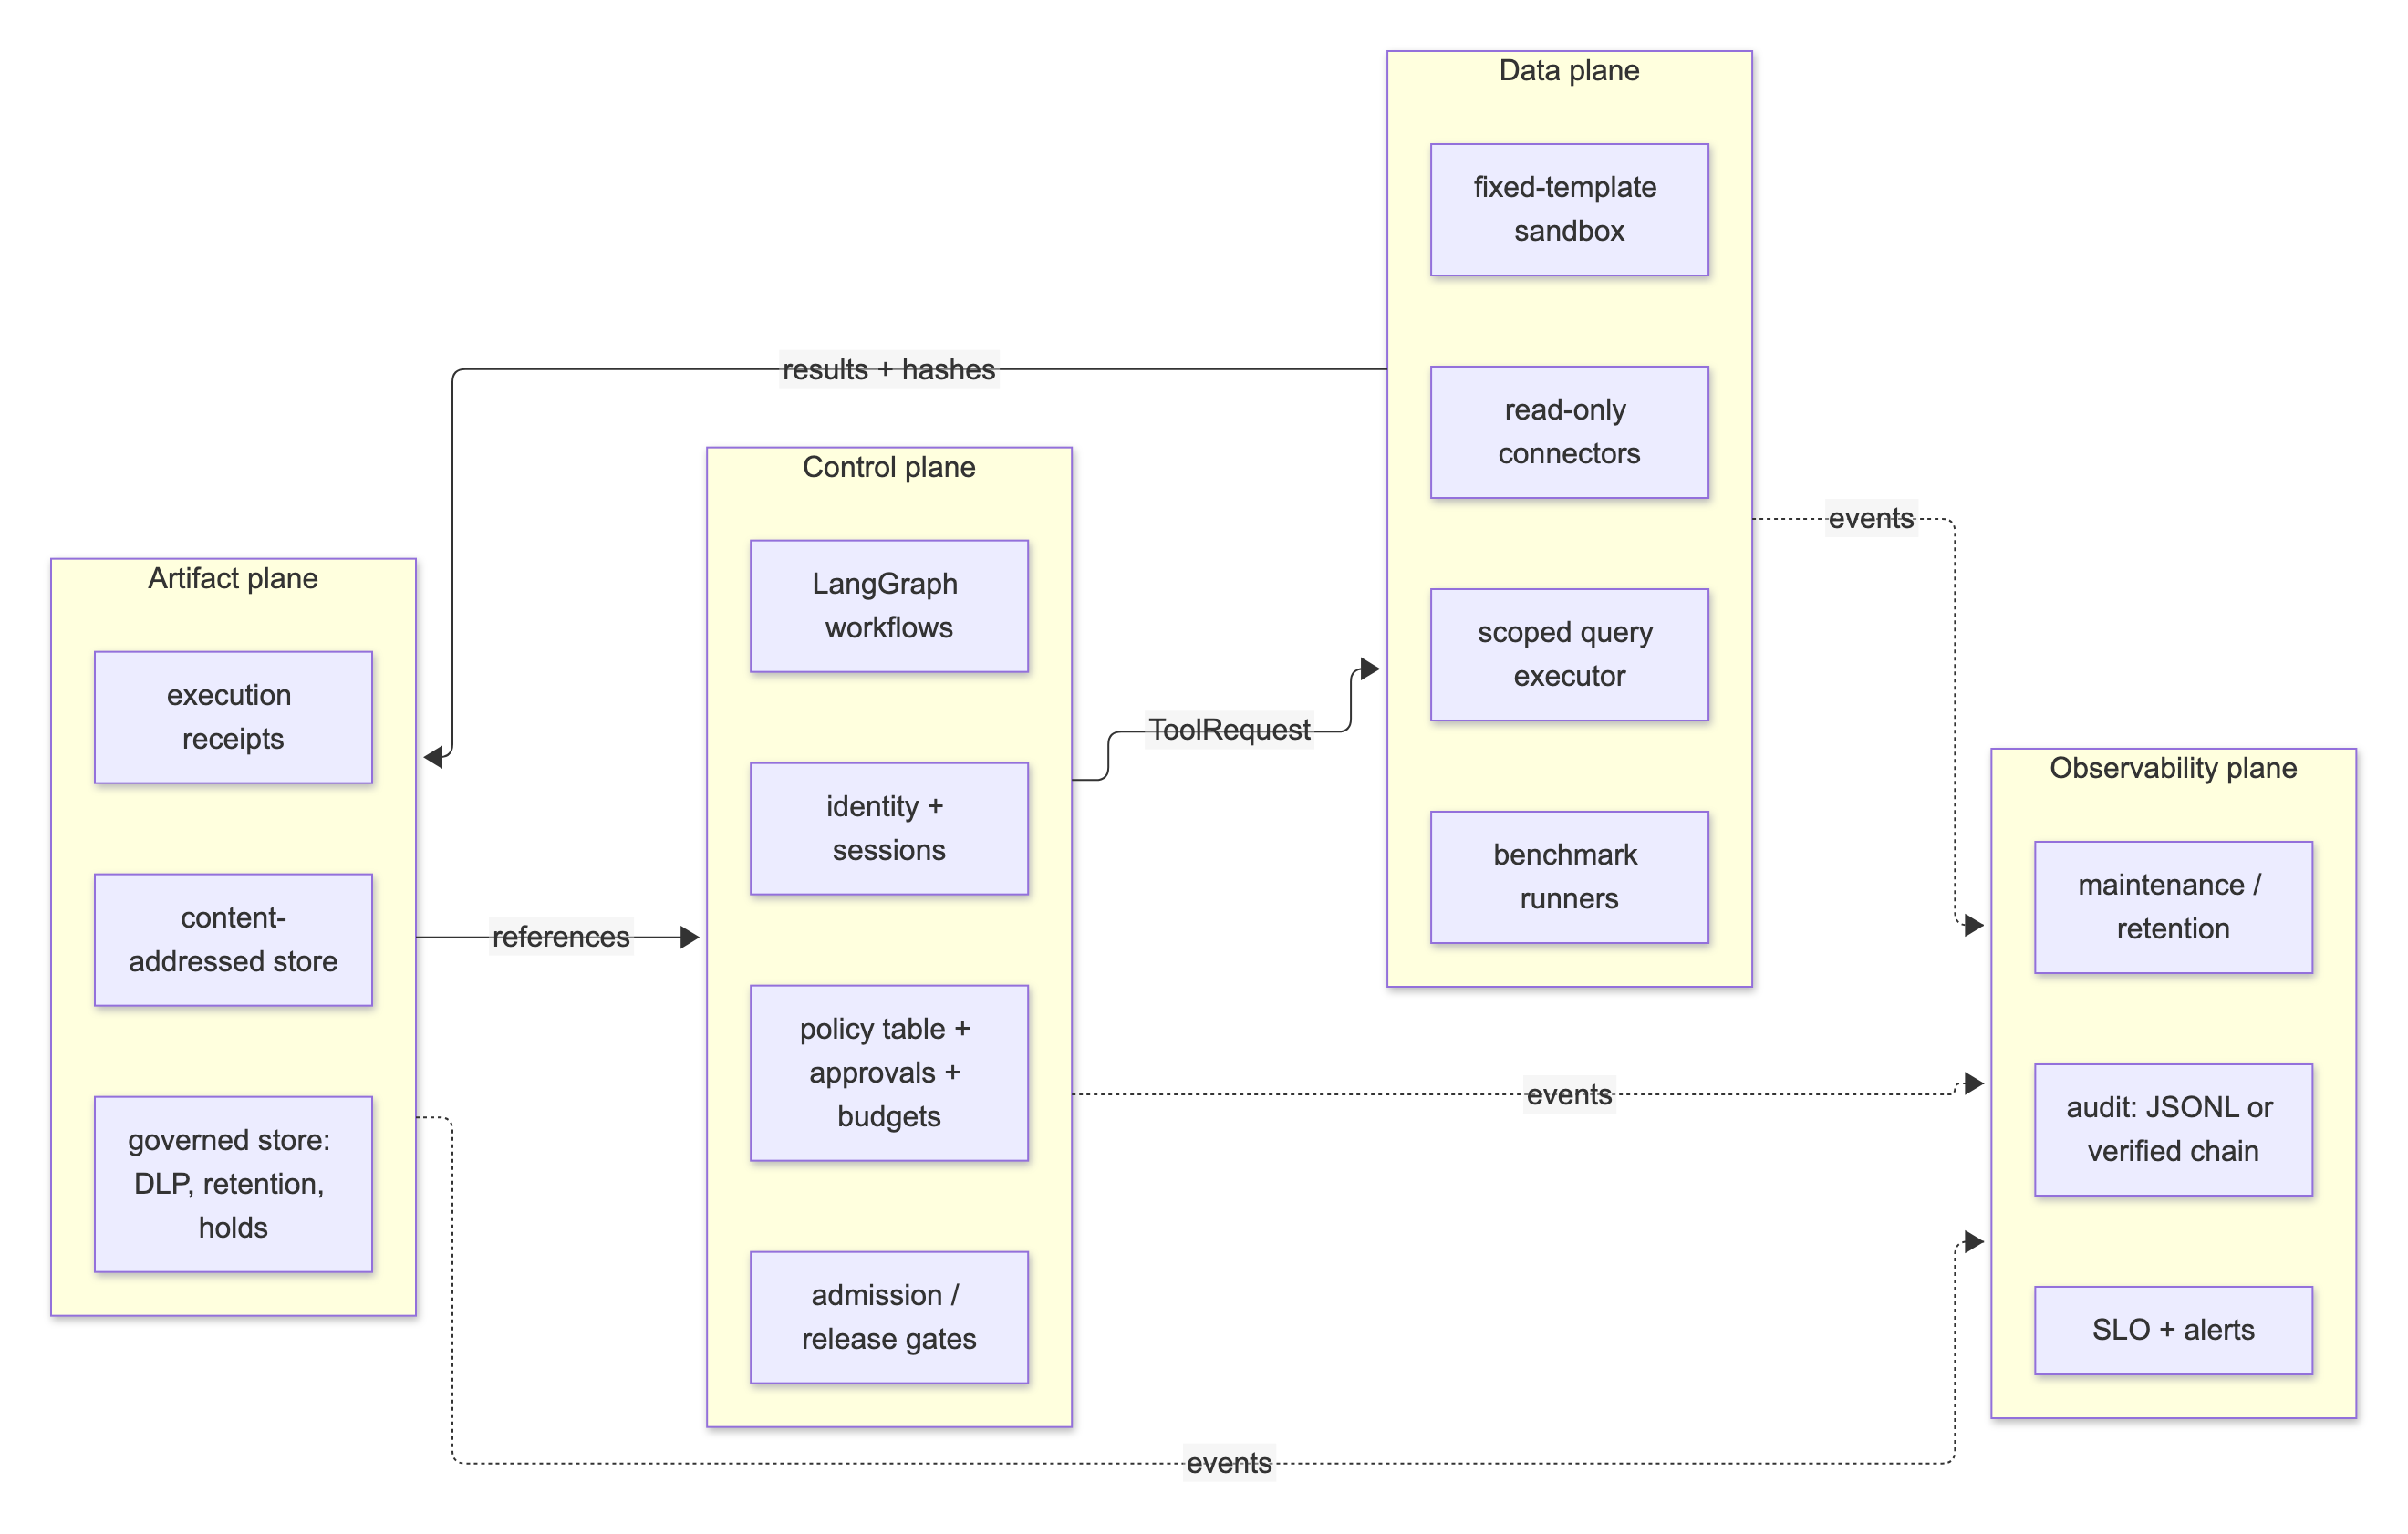 Data plane
fixed-template
sandbox
read-only
connectors
scoped query
executor
benchmark
runners
results + hashes
Control plane
LangGraph
workflows
identity +
sessions
policy table +
approvals +
budgets
admission /
release gates
ToolRequest
Artifact plane
execution
receipts
content-
addressed store
governed store:
DLP, retention,
holds
references
events
events
events
Observability plane
maintenance /
retention
audit: JSONL or
verified chain
SLO + alerts